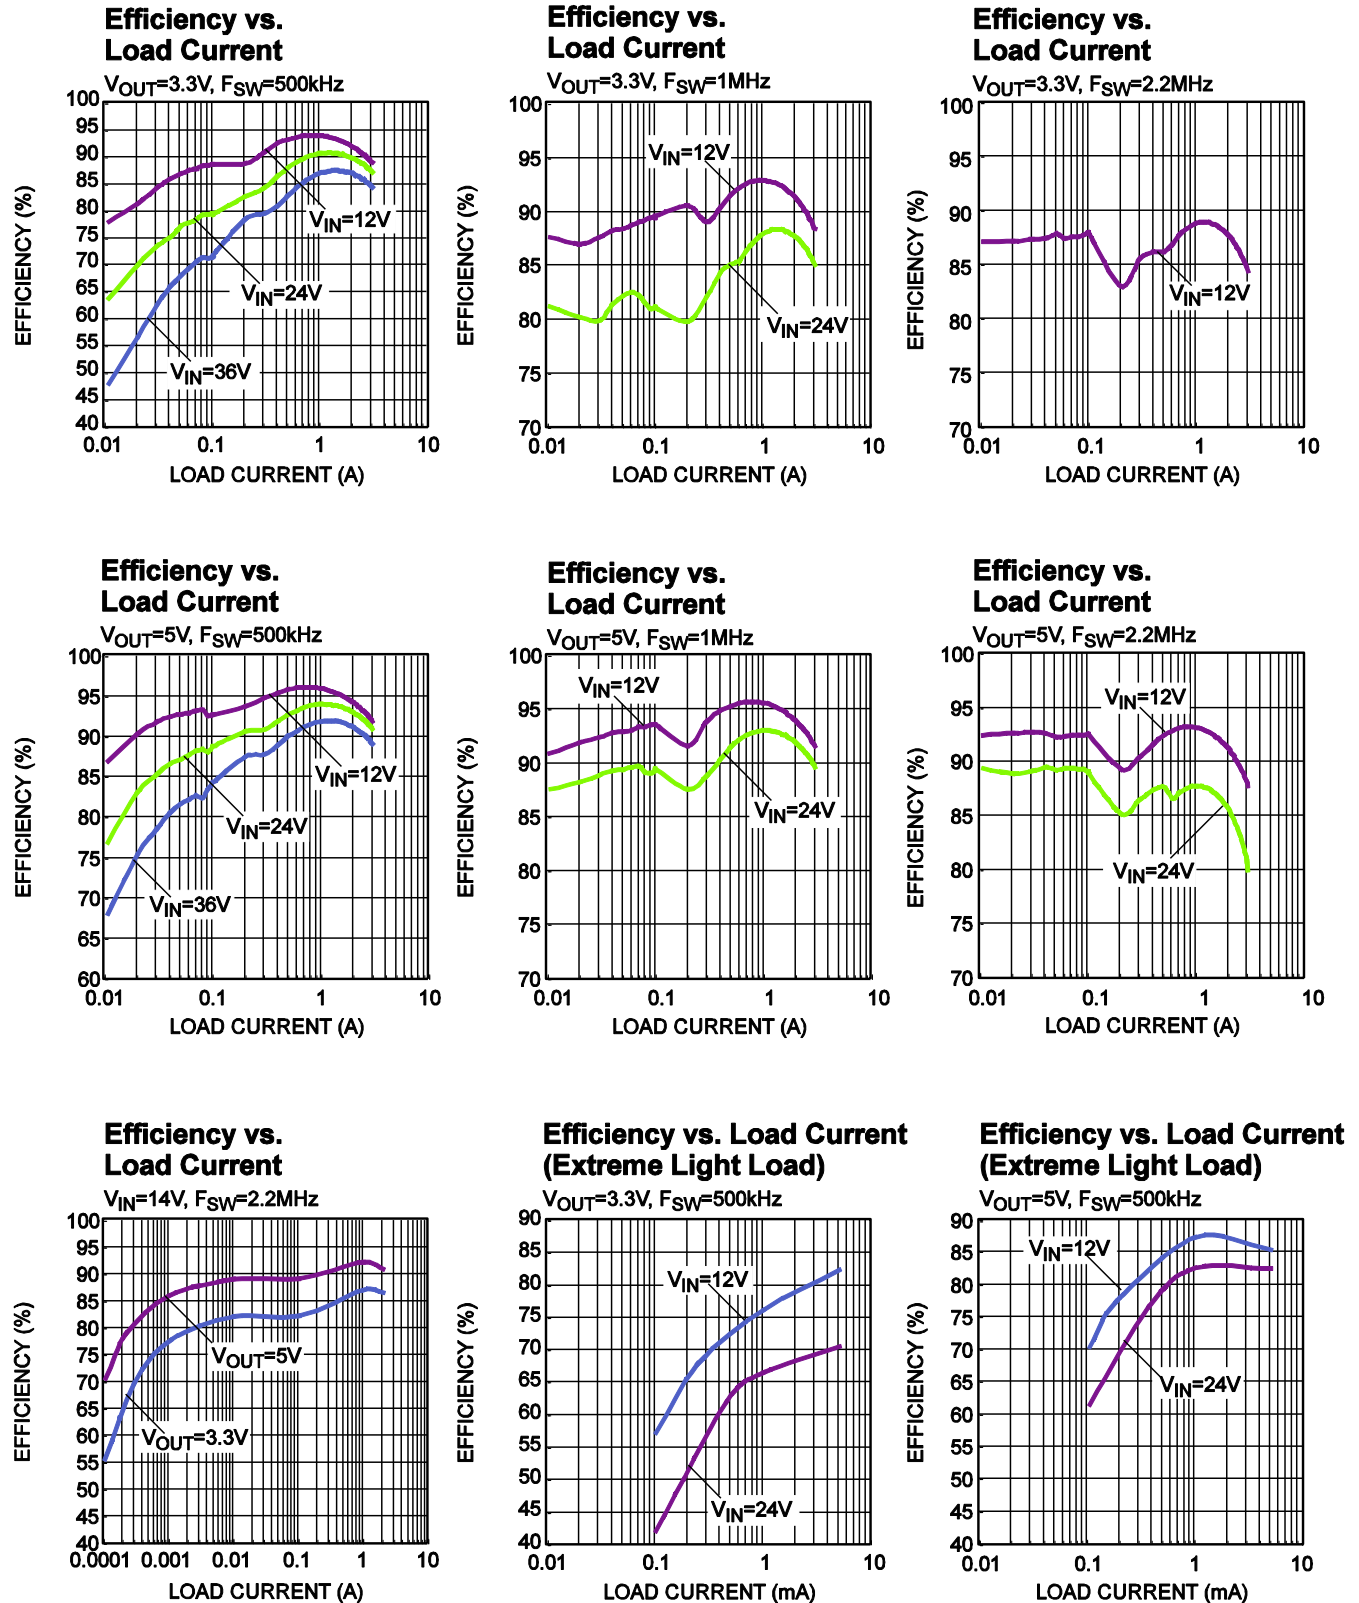 Efficiency vs.
Load Current
VOUT=3.3V, FSW=500kHz
100
95
90
85
80
75
70
65
60
55
50
45
40
EFFICIENCY (%)
VIN=12V
VIN=24V
VIN=36V
0.01 0.1 1 10
LOAD CURRENT (A)
Efficiency vs.
Load Current
VOUT=3.3V, FSW=1MHz
100
95
90
85
80
75
70
EFFICIENCY (%)
VIN=12V
VIN=24V
0.01 0.1 1 10
LOAD CURRENT (A)
Efficiency vs.
Load Current
VOUT=3.3V, FSW=2.2MHz
100
95
90
85
80
75
70
EFFICIENCY (%)
VIN=12V
0.01 0.1 1 10
LOAD CURRENT (A)
Efficiency vs.
Load Current
VOUT=5V, FSW=500kHz
100
95
90
85
80
75
70
65
60
EFFICIENCY (%)
VIN=12V
VIN=24V
VIN=36V
0.01 0.1 1 10
LOAD CURRENT (A)
Efficiency vs.
Load Current
VOUT=5V, FSW=1MHz
100
95
90
85
80
75
70
EFFICIENCY (%)
VIN=12V
VIN=24V
0.01 0.1 1 10
LOAD CURRENT (A)
Efficiency vs.
Load Current
VOUT=5V, FSW=2.2MHz
100
95
90
85
80
75
70
EFFICIENCY (%)
VIN=12V
VIN=24V
0.01 0.1 1 10
LOAD CURRENT (A)
Efficiency vs.
Load Current
VIN=14V, FSW=2.2MHz
100
95
90
85
80
75
70
65
60
55
50
45
40
EFFICIENCY (%)
VOUT=5V
VOUT=3.3V
0.0001 0.001 0.01 0.1 1 10
LOAD CURRENT (A)
Efficiency vs. Load Current
(Extreme Light Load)
VOUT=3.3V, FSW=500kHz
90
85
80
75
70
65
60
55
50
45
40
EFFICIENCY (%)
VIN=12V
VIN=24V
0.01 0.1 1 10
LOAD CURRENT (mA)
Efficiency vs. Load Current
(Extreme Light Load)
VOUT=5V, FSW=500kHz
90
85
80
75
70
65
60
55
50
45
40
EFFICIENCY (%)
VIN=12V
VIN=24V
0.01 0.1 1 10
LOAD CURRENT (mA)